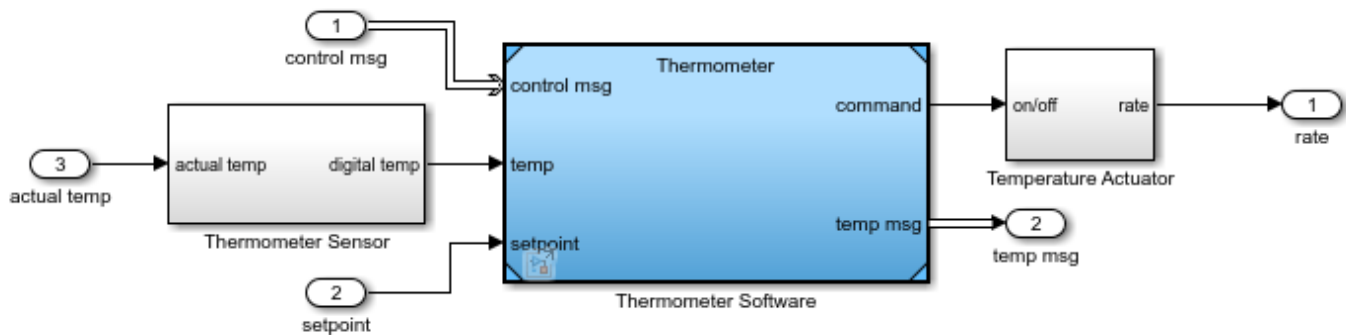 1
control msg
Thermometer
control msg
command
on/off
rate
1
rate
3
actual temp
actual temp
digital temp
Thermometer Sensor
temp
Temperature Actuator
setpoint
temp msg
2
temp msg
2
setpoint
Thermometer Software